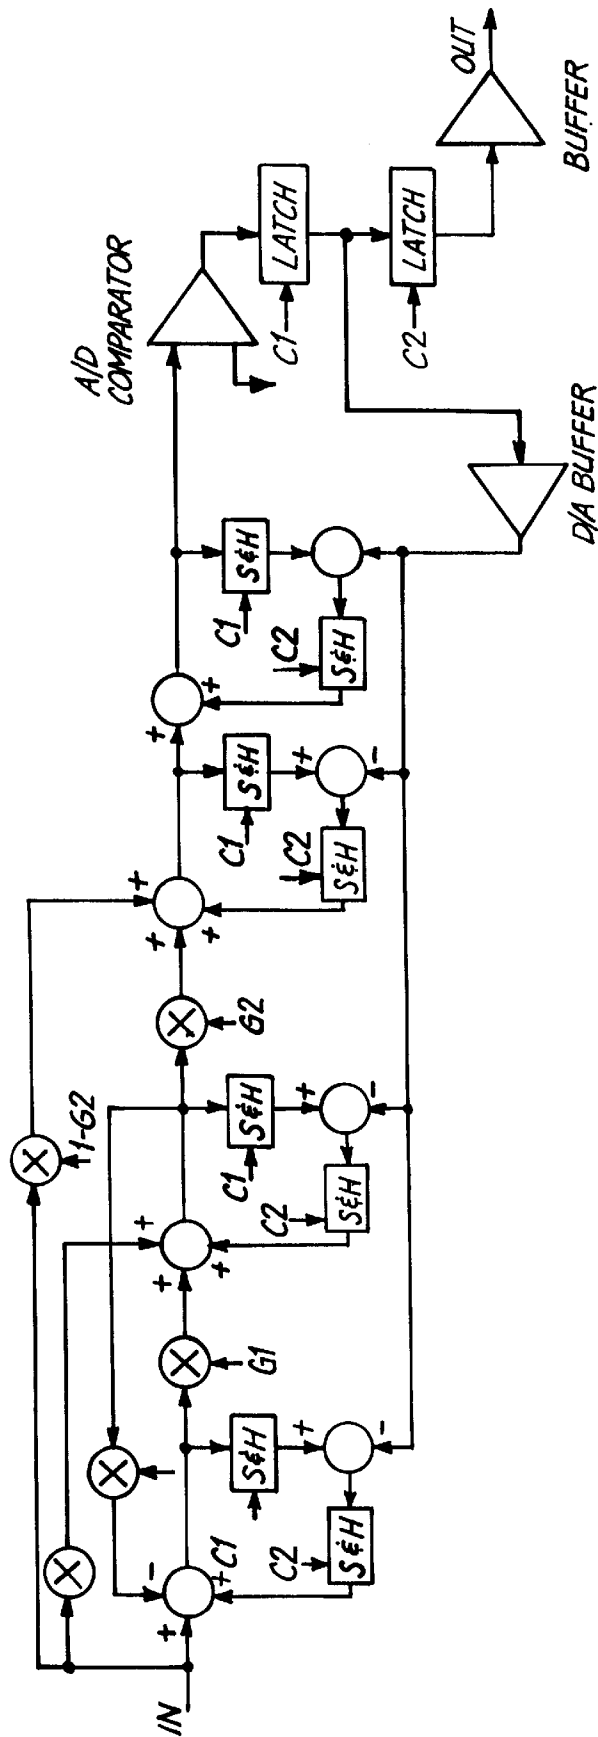 IN
+
−
+
C1
C2
S&H
S&H
+
−
G1
+
+
+
C1
C2
S&H
S&H
+
−
1-G2
G2
+
+
+
C1
C2
S&H
S&H
+
−
+
+
C1
C2
S&H
S&H
A/D
COMPARATOR
D/A BUFFER
C1
LATCH
C2
LATCH
OUT
BUFFER